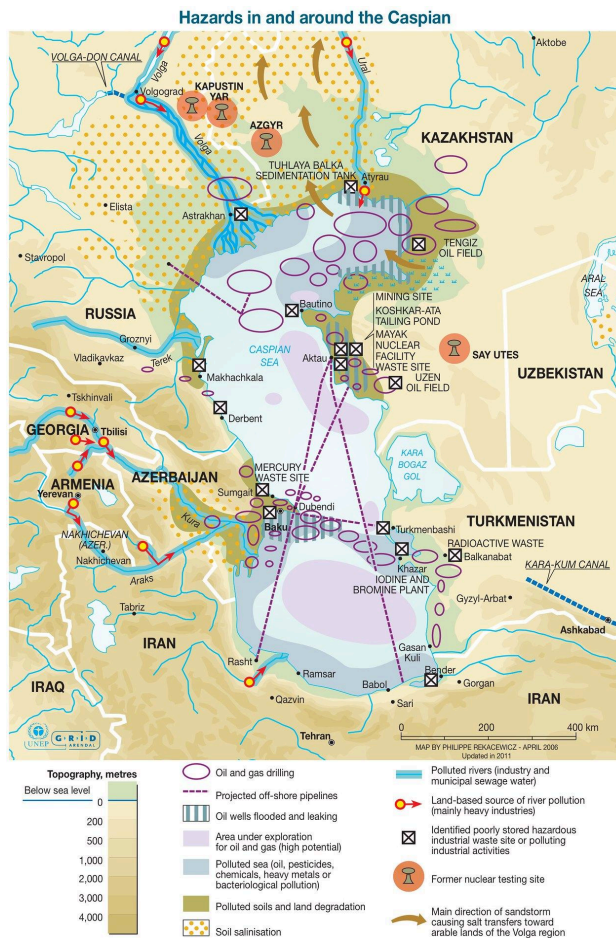 Hazards in and around the Caspian
VOLGA-DON CANAL
Volga
Ural
Aktobe
Volgograd
KAPUSTIN
YAR
AZGYR
Volga
KAZAKHSTAN
TUHLAYA BALKA
SEDIMENTATION TANK
Atyrau
Elista
Astrakhan
Stavropol
TENGIZ
OIL FIELD
ARAL
SEA
Bautino
MINING SITE
KOSHKAR-ATA
TAILING POND
MAYAK
NUCLEAR
FACILITY
WASTE SITE
RUSSIA
Groznyi
Vladikavkaz
Terek
CASPIAN
SEA
Aktau
SAY UTES
UZBEKISTAN
UZEN
OIL FIELD
Makhachkala
Derbent
Tskhinvali
GEORGIA
Tbilisi
ARMENIA
AZERBAIJAN
Yerevan
KARA
BOGAZ
GOL
MERCURY
WASTE SITE
Sumgait
Dubendi
Baku
Kura
NAKHICHEVAN
(AZER.)
Nakhichevan
Araks
TURKMENISTAN
Turkmenbashi
RADIOACTIVE WASTE
Balkanabat
KARA-KUM CANAL
Khazar
IODINE AND
BROMINE PLANT
Gyzyl-Arbat
Ashkabad
Tabriz
IRAN
Gasan
Kuli
Rasht
Ramsar
Bender
Gorgan
IRAQ
Babol
Sari
IRAN
Qazvin
Tehran
0 200 400 km
UNEP
G R I D
ARENDAL
MAP BY PHILIPPE REKACEWICZ - APRIL 2006
Updated in 2011
Topography, metres
Below sea level
0
200
500
1,000
2,000
3,000
4,000
Oil and gas drilling
Projected off-shore pipelines
Oil wells flooded and leaking
Area under exploration
for oil and gas (high potential)
Polluted sea (oil, pesticides,
chemicals, heavy metals or
bacteriological pollution)
Polluted soils and land degradation
Soil salinisation
Polluted rivers (industry and
municipal sewage water)
Land-based source of river pollution
(mainly heavy industries)
Identified poorly stored hazardous
industrial waste site or polluting
industrial activities
Former nuclear testing site
Main direction of sandstorm
causing salt transfers toward
arable lands of the Volga region